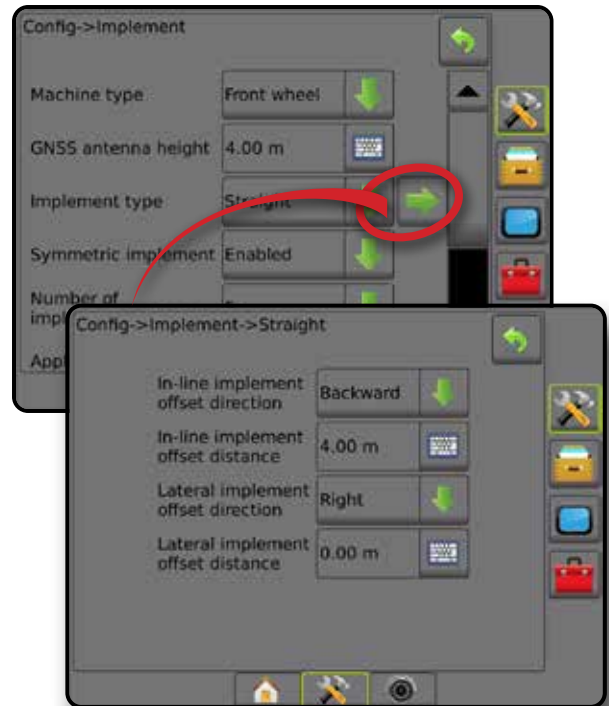 Config->Implement
Machine type Front wheel
GNSS antenna height 4.00 m
Implement type Straight
Symmetric implement Enabled
Number of
Config->Implement->Straight
In-line implement
offset direction Backward
In-line implement
offset distance 4.00 m
Lateral implement
offset direction Right
Lateral implement
offset distance 0.00 m